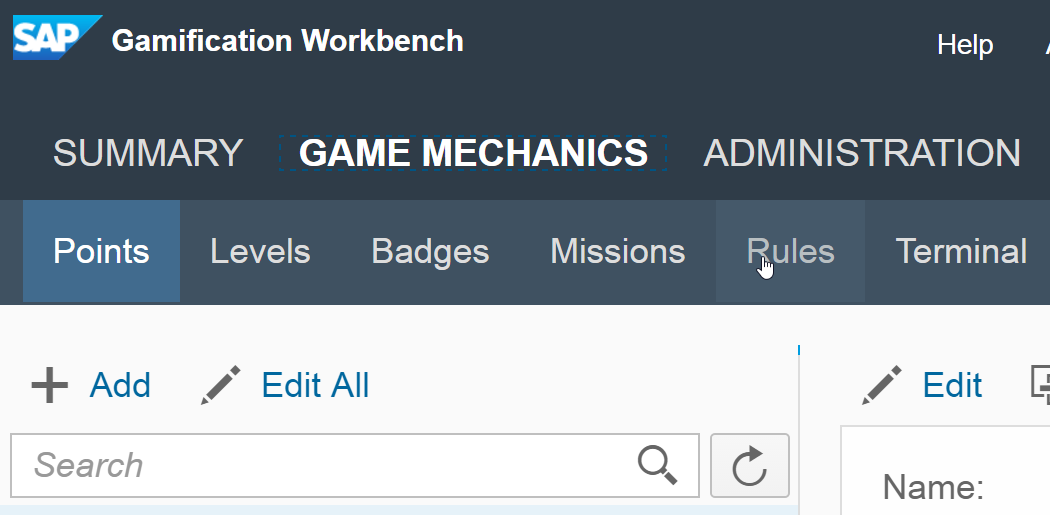 SAP Gamification Workbench
Help
SUMMARY GAME MECHANICS ADMINISTRATION
Points Levels Badges Missions Rules Terminal
Add Edit All Edit
Search
Name: